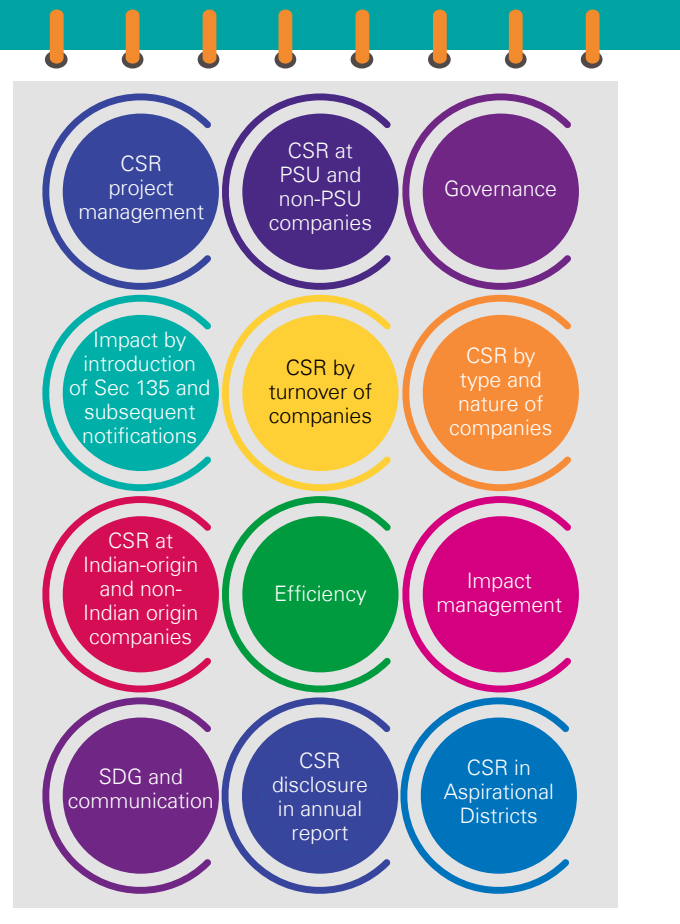 CSR
project
management
CSR at
PSU and
non-PSU
companies
Governance
Impact by
introduction
of Sec 135 and
subsequent
notifications
CSR by
turnover of
companies
CSR by
type and
nature of
companies
CSR at
Indian-origin
and non-
Indian origin
companies
Efficiency
Impact
management
SDG and
communication
CSR
disclosure
in annual
report
CSR in
Aspirational
Districts